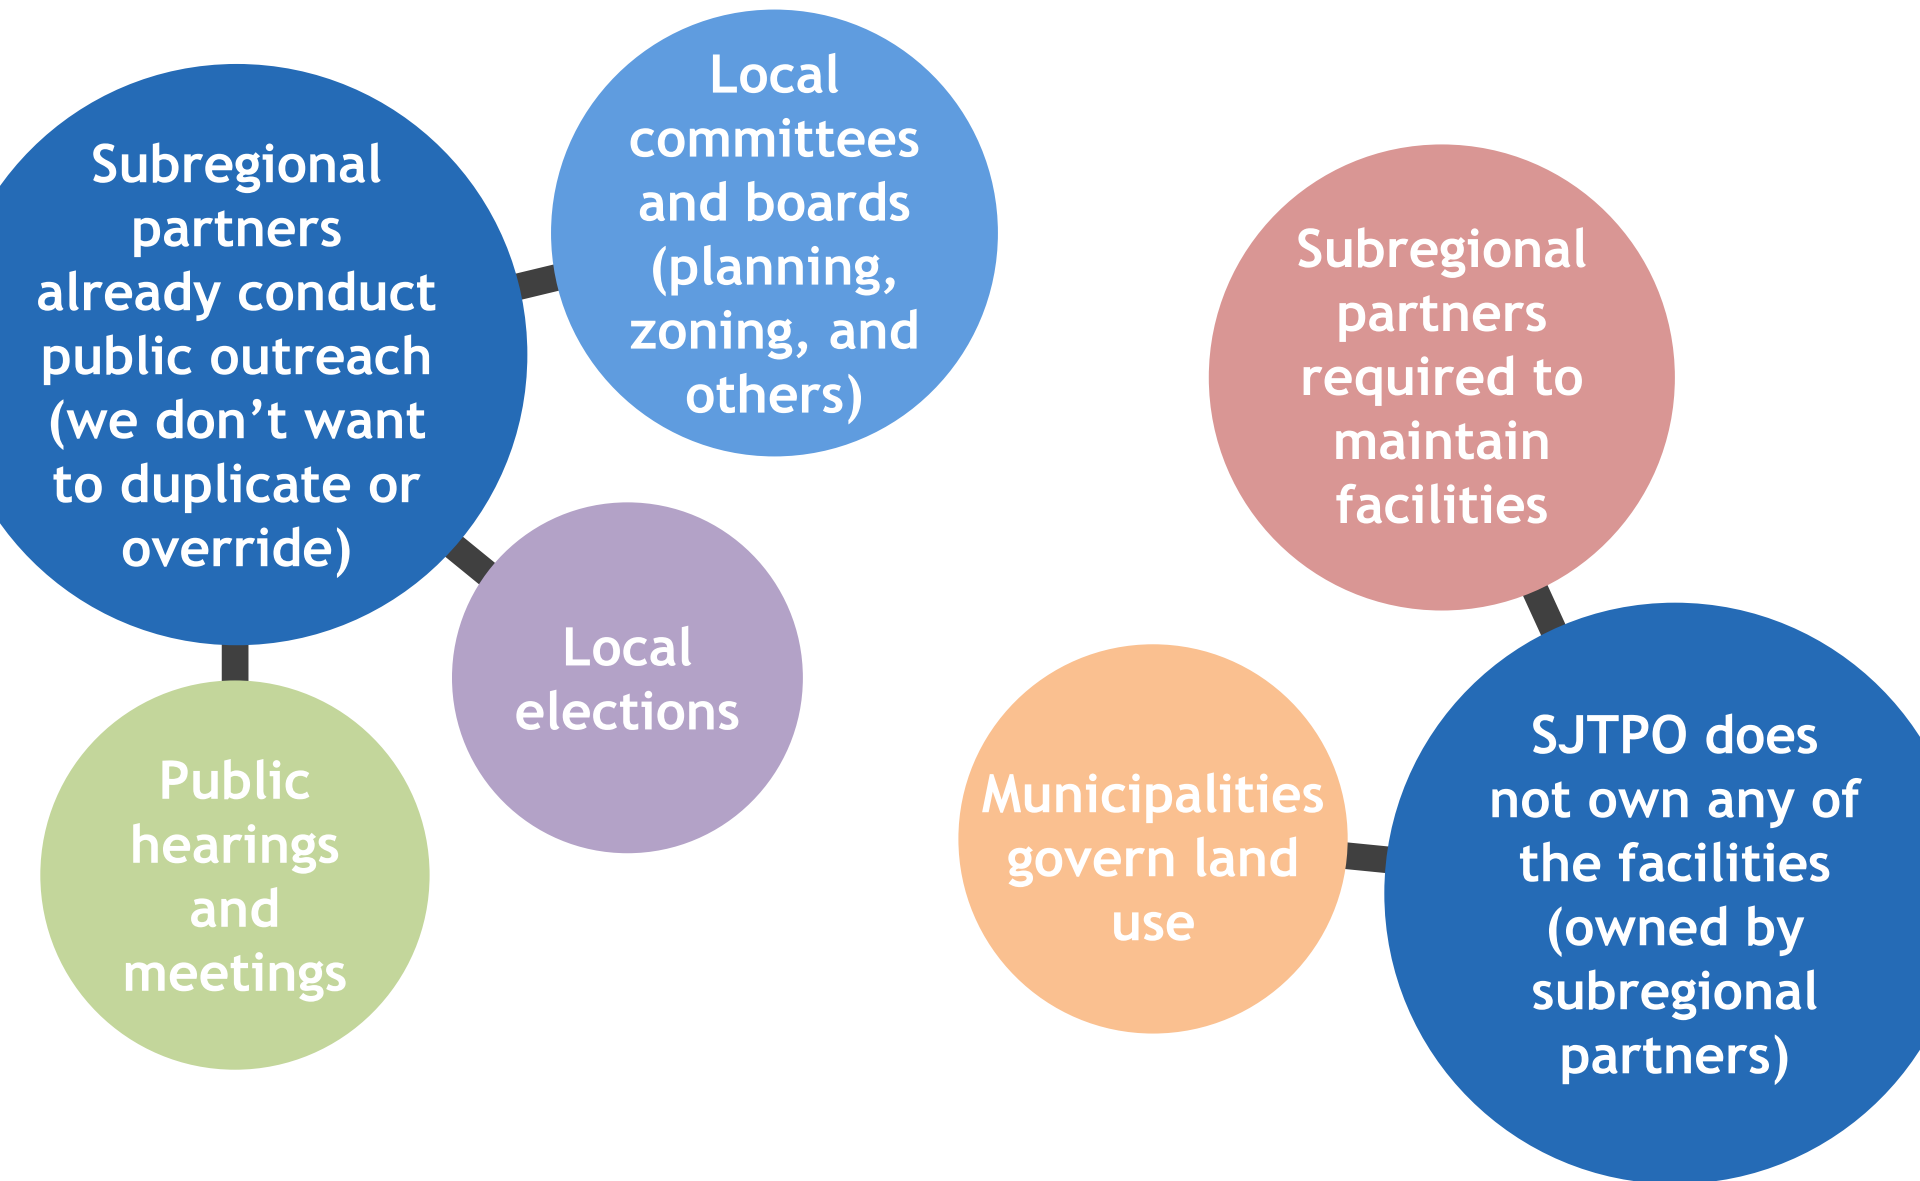 Subregional
partners
already conduct
public outreach
(we don’t want
to duplicate or
override)
Local
committees
and boards
(planning,
zoning, and
others)
Local
elections
Public
hearings
and
meetings
Subregional
partners
required to
maintain
facilities
Municipalities
govern land
use
SJTPO does
not own any of
the facilities
(owned by
subregional
partners)